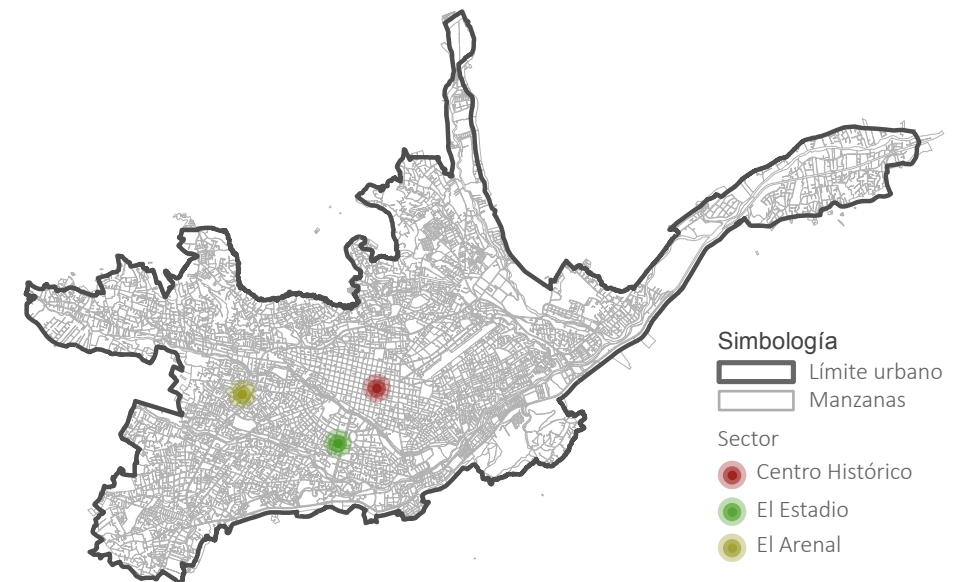 Simbología
Límite urbano
Manzanas
Sector
Centro Histórico
El Estadio
El Arenal